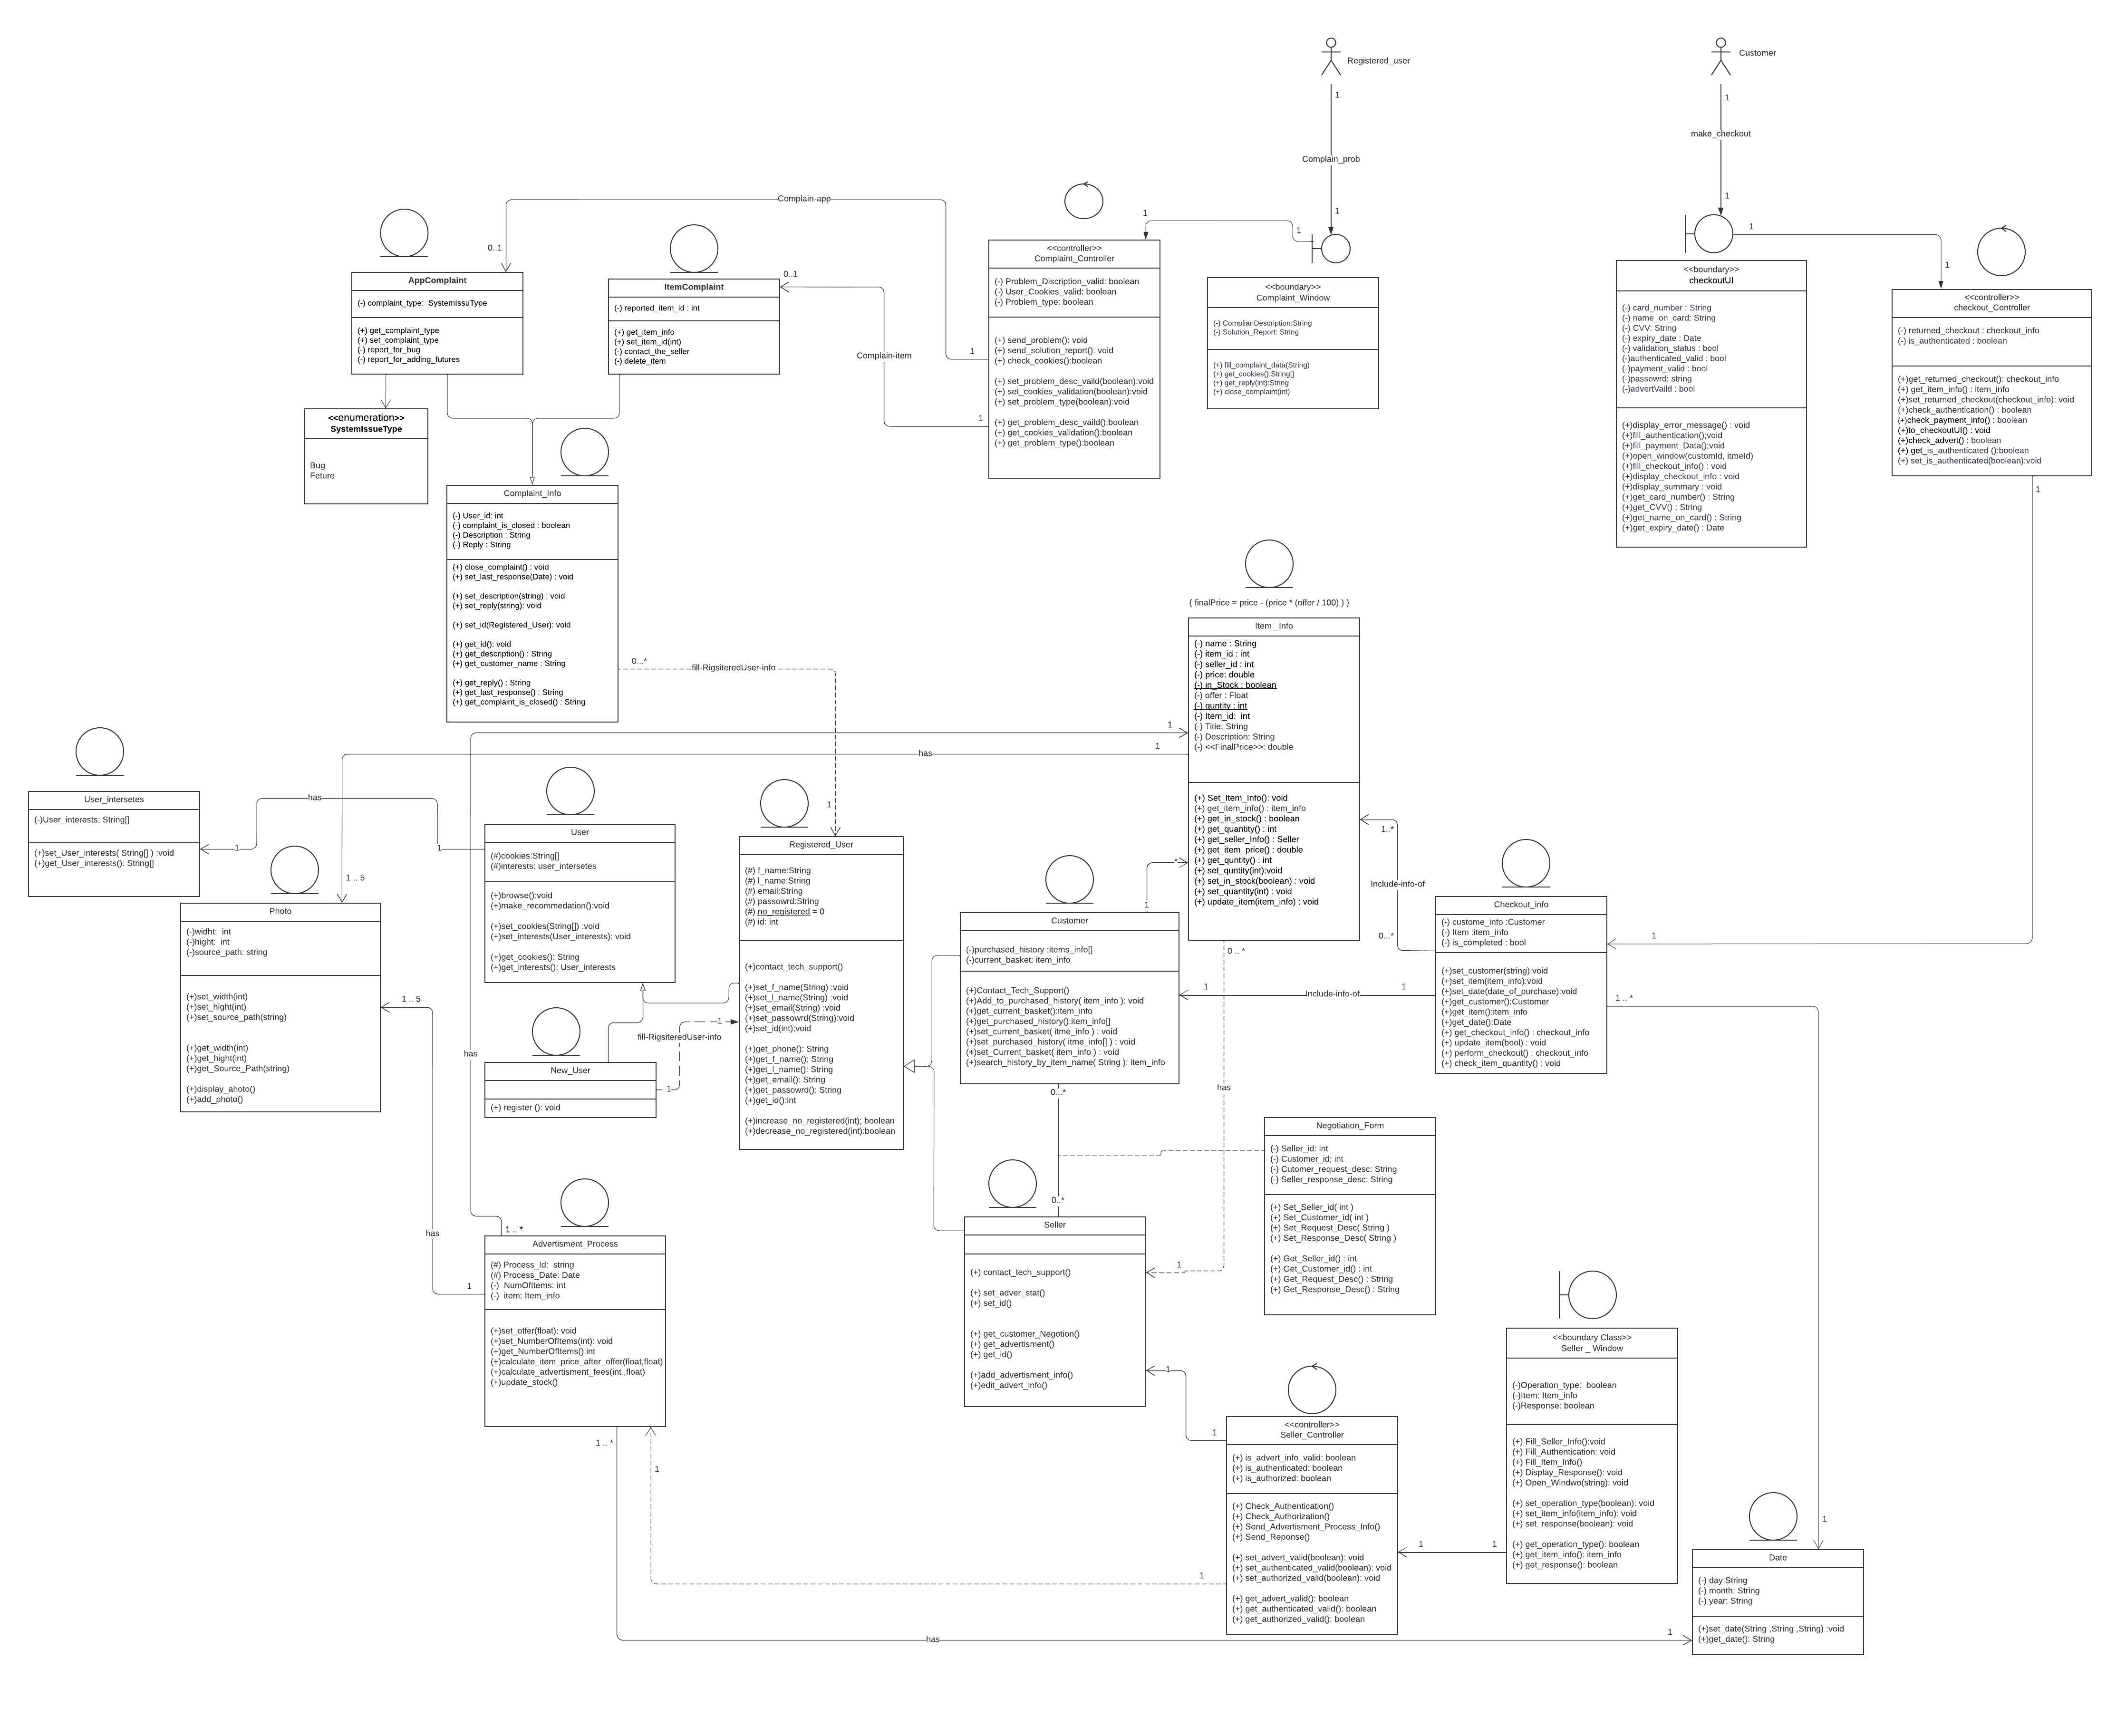 Registered_user
1
Complain_prob
1
Customer
1
make_checkout
1
Complain-app
0..1
1
Complain-item
0..1
1
1
1
1
1
AppComplaint
(-) complaint_type:  SystemIssuType
(+) get_complaint_type
(+) set_complaint_type
(-) report_for_bug
(-) report_for_adding_futures
ItemComplaint
(-) reported_item_id : int
(+) get_item_info
(+) set_item_id(int)
(-) contact_the_seller
(-) delete_item
<<controller>>
Complaint_Controller
(-) Problem_Discription_valid: boolean
(-) User_Cookies_valid: boolean
(-) Problem_type: boolean
(+) send_problem(): void
(+) send_solution_report(): void
(+) check_cookies():boolean
(+) set_problem_desc_vaild(boolean):void
(+) set_cookies_validation(boolean):void
(+) set_problem_type(boolean):void
(+) get_problem_desc_vaild():boolean
(+) get_cookies_validation():boolean
(+) get_problem_type():boolean
<<boundary>>
Complaint_Window
(-) ComplianDescription:String
(-) Solution_Report: String
(+) fill_complaint_data(String)
(+) get_cookies():String[]
(+) get_reply(int):String
(+) close_complaint(int)
<<boundary>>
checkoutUI
(-) card_number : String
(-) name_on_card: String
(-) CVV: String
(-) expiry_date : Date
(-) validation_status : bool
(-)authenticated_valid : bool
(-)payment_valid : bool
(-)passowrd: string
(-)advertVaild : bool
(+)display_error_message() : void
(+)fill_authentication();void
(+)fill_payment_Data();void
(+)open_window(customId, itmeId)
(+)fill_checkout_info() : void
(+)display_checkout_info : void
(+)display_summary : void
(+)get_card_number() : String
(+)get_CVV() : String
(+)get_name_on_card() : String
(+)get_expiry_date() : Date
<<controller>>
checkout_Controller
(-) returned_checkout : checkout_info
(-) is_authenticated : boolean
(+)get_returned_checkout(): checkout_info
(+) get_item_info() : item_info
(+)set_returned_checkout(checkout_info): void
(+)check_authentication() : boolean
(+)check_payment_info() : boolean
(+)to_checkoutUI() : void
(+)check_advert() : boolean
(+) get_is_authenticated ():boolean
(+) set_is_authenticated(boolean):void
1
<<enumeration>>
SystemIssueType
Bug
Feture
Complaint_Info
(-) User_id: int
(-) complaint_is_closed : boolean
(-) Description : String
(-) Reply : String
(+) close_complaint() : void
(+) set_last_response(Date) : void
(+) set_description(string) : void
(+) set_reply(string): void
(+) set_id(Registered_User): void
(+) get_id(): void
(+) get_description() : String
(+) get_customer_name : String
(+) get_reply() : String
(+) get_last_response() : String
(+) get_complaint_is_closed() : String
0...*
fill-RigsiteredUser-info
1
{ finalPrice = price - (price * (offer / 100) ) }
Item _Info
(-) name : String
(-) item_id : int
(-) seller_id : int
(-) price: double
(-) in_Stock : boolean
(-) offer : Float
(-) quntity : int
(-) Item_id:  int
(-) Titie: String
(-) Description: String
(-) <<FinalPrice>>: double
(+) Set_Item_Info(): void
(+) get_item_info() : item_info
(+) get_in_stock() : boolean
(+) get_quantity() : int
(+) get_seller_Info() : Seller
(+) get_item_price() : double
(+) get_quntity() : int
(+) set_quntity(int):void
(+) set_in_stock(boolean) : void
(+) set_quantity(int) : void
(+) update_item(item_info) : void
1
has
1
User_intersetes
(-)User_interests: String[]
(+)set_User_interests( String[] ) :void
(+)get_User_interests(): String[]
has
1
1
1 .. 5
Photo
(-)widht:  int
(-)hight:  int
(-)source_path: string
(+)set_width(int)
(+)set_hight(int)
(+)set_source_path(string)
(+)get_width(int)
(+)get_hight(int)
(+)get_Source_Path(string)
(+)display_ahoto()
(+)add_photo()
1 .. 5
has
1
User
(#)cookies:String[]
(#)interests: user_intersetes
(+)browse():void
(+)make_recommedation():void
(+)set_cookies(String[]) :void
(+)set_interests(User_interests): void
(+)get_cookies(): String
(+)get_interests(): User_interests
New_User
(+) register (): void
1
fill-RigsiteredUser-info
1
Registered_User
(#) f_name:String
(#) l_name:String
(#) email:String
(#) passowrd:String
(#) no_registered = 0
(#) id: int
(+)contact_tech_support()
(+)set_f_name(String) :void
(+)set_l_name(String) :void
(+)set_email(String) :void
(+)set_passowrd(String):void
(+)set_id(int);void
(+)get_phone(): String
(+)get_f_name(): String
(+)get_l_name(): String
(+)get_email(): String
(+)get_passowrd(): String
(+)get_id():int
(+)increase_no_registered(int); boolean
(+)decrease_no_registered(int):boolean
Customer
(-)purchased_history :items_info[]
(-)current_basket: item_info
(+)Contact_Tech_Support()
(+)Add_to_purchased_history( item_info ): void
(+)get_current_basket():item_info
(+)get_purchased_history():item_info[]
(+)set_current_basket( itme_info ) : void
(+)set_purchased_history( itme_info[] ) : void
(+)set_Current_basket( item_info ) : void
(+)search_history_by_item_name( String ): item_info
1
*
1..*
Include-info-of
0...*
1
Include-info-of
1
Checkout_info
(-) custome_info :Customer
(-) Item :item_info
(-) is_completed : bool
(+)set_customer(string):void
(+)set_item(item_info):void
(+)set_date(date_of_purchase):void
(+)get_customer():Customer
(+)get_item():item_info
(+)get_date():Date
(+) get_checkout_info() : checkout_info
(+) update_item(bool) : void
(+) perform_checkout() : checkout_info
(+) check_item_quantity() : void
1
1 .. *
1
0 .. *
has
1
0...*
0..*
Negotiation_Form
(-) Seller_id: int
(-) Customer_id; int
(-) Cutomer_request_desc: String
(-) Seller_response_desc: String
(+) Set_Seller_id( int )
(+) Set_Customer_id( int )
(+) Set_Request_Desc( String )
(+) Set_Response_Desc( String )
(+) Get_Seller_id() : int
(+) Get_Customer_id() : int
(+) Get_Request_Desc() : String
(+) Get_Response_Desc() : String
Seller
(+) contact_tech_support()
(+) set_adver_stat()
(+) set_id()
(+) get_customer_Negotion()
(+) get_advertisment()
(+) get_id()
(+)add_advertisment_info()
(+)edit_advert_info()
1
1
has
1 .. *
Advertisment_Process
(#) Process_Id:  string
(#) Process_Date: Date
(-)  NumOfItems: int
(-)  item: Item_info
(+)set_offer(float): void
(+)set_NumberOfItems(int): void
(+)get_NumberOfItems():int
(+)calculate_item_price_after_offer(float,float)
(+)calculate_advertisment_fees(int ,float)
(+)update_stock()
1 .. *
1
1
has
1
<<controller>>
Seller_Controller
(+) is_advert_info_valid: boolean
(+) is_authenticated: boolean
(+) is_authorized: boolean
(+) Check_Authentication()
(+) Check_Authorization()
(+) Send_Advertisment_Process_Info()
(+) Send_Reponse()
(+) set_advert_valid(boolean): void
(+) set_authenticated_valid(boolean): void
(+) set_authorized_valid(boolean): void
(+) get_advert_valid(): boolean
(+) get_authenticated_valid(): boolean
(+) get_authorized_valid(): boolean
1
1
<<boundary Class>>
Seller _ Window
(-)Operation_type:  boolean
(-)Item: Item_info
(-)Response: boolean
(+) Fill_Seller_Info():void
(+) Fill_Authentication: void
(+) Fill_Item_Info()
(+) Display_Response(): void
(+) Open_Windwo(string): void
(+) set_operation_type(boolean): void
(+) set_item_info(item_info): void
(+) set_response(boolean): void
(+) get_operation_type(): boolean
(+) get_item_info(): item_info
(+) get_response(): boolean
Date
(-) day:String
(-) month: String
(-) year: String
(+)set_date(String ,String ,String) :void
(+)get_date(): String